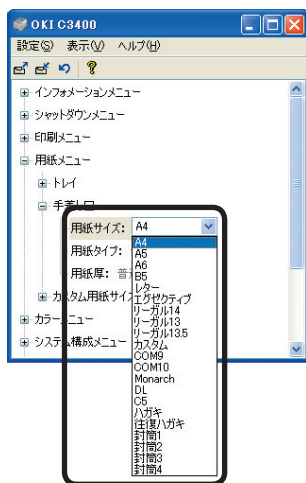 OKI C3400
設定(S) 表示(V) ヘルプ(H)
インフォメーションメニュー
シャットダウンメニュー
印刷メニュー
用紙メニュー
トレイ
手差し口
用紙サイズ: A4
用紙タイプ:
用紙厚: 普通
カスタム用紙サイズ
カラーメニュー
システム構成メニュー
A4
A5
A6
B5
レター
エグゼクティブ
リーガル14
リーガル13
リーガル13.5
カスタム
COM9
COM10
Monarch
DL
C5
ハガキ
往復ハガキ
封筒1
封筒2
封筒3
封筒4